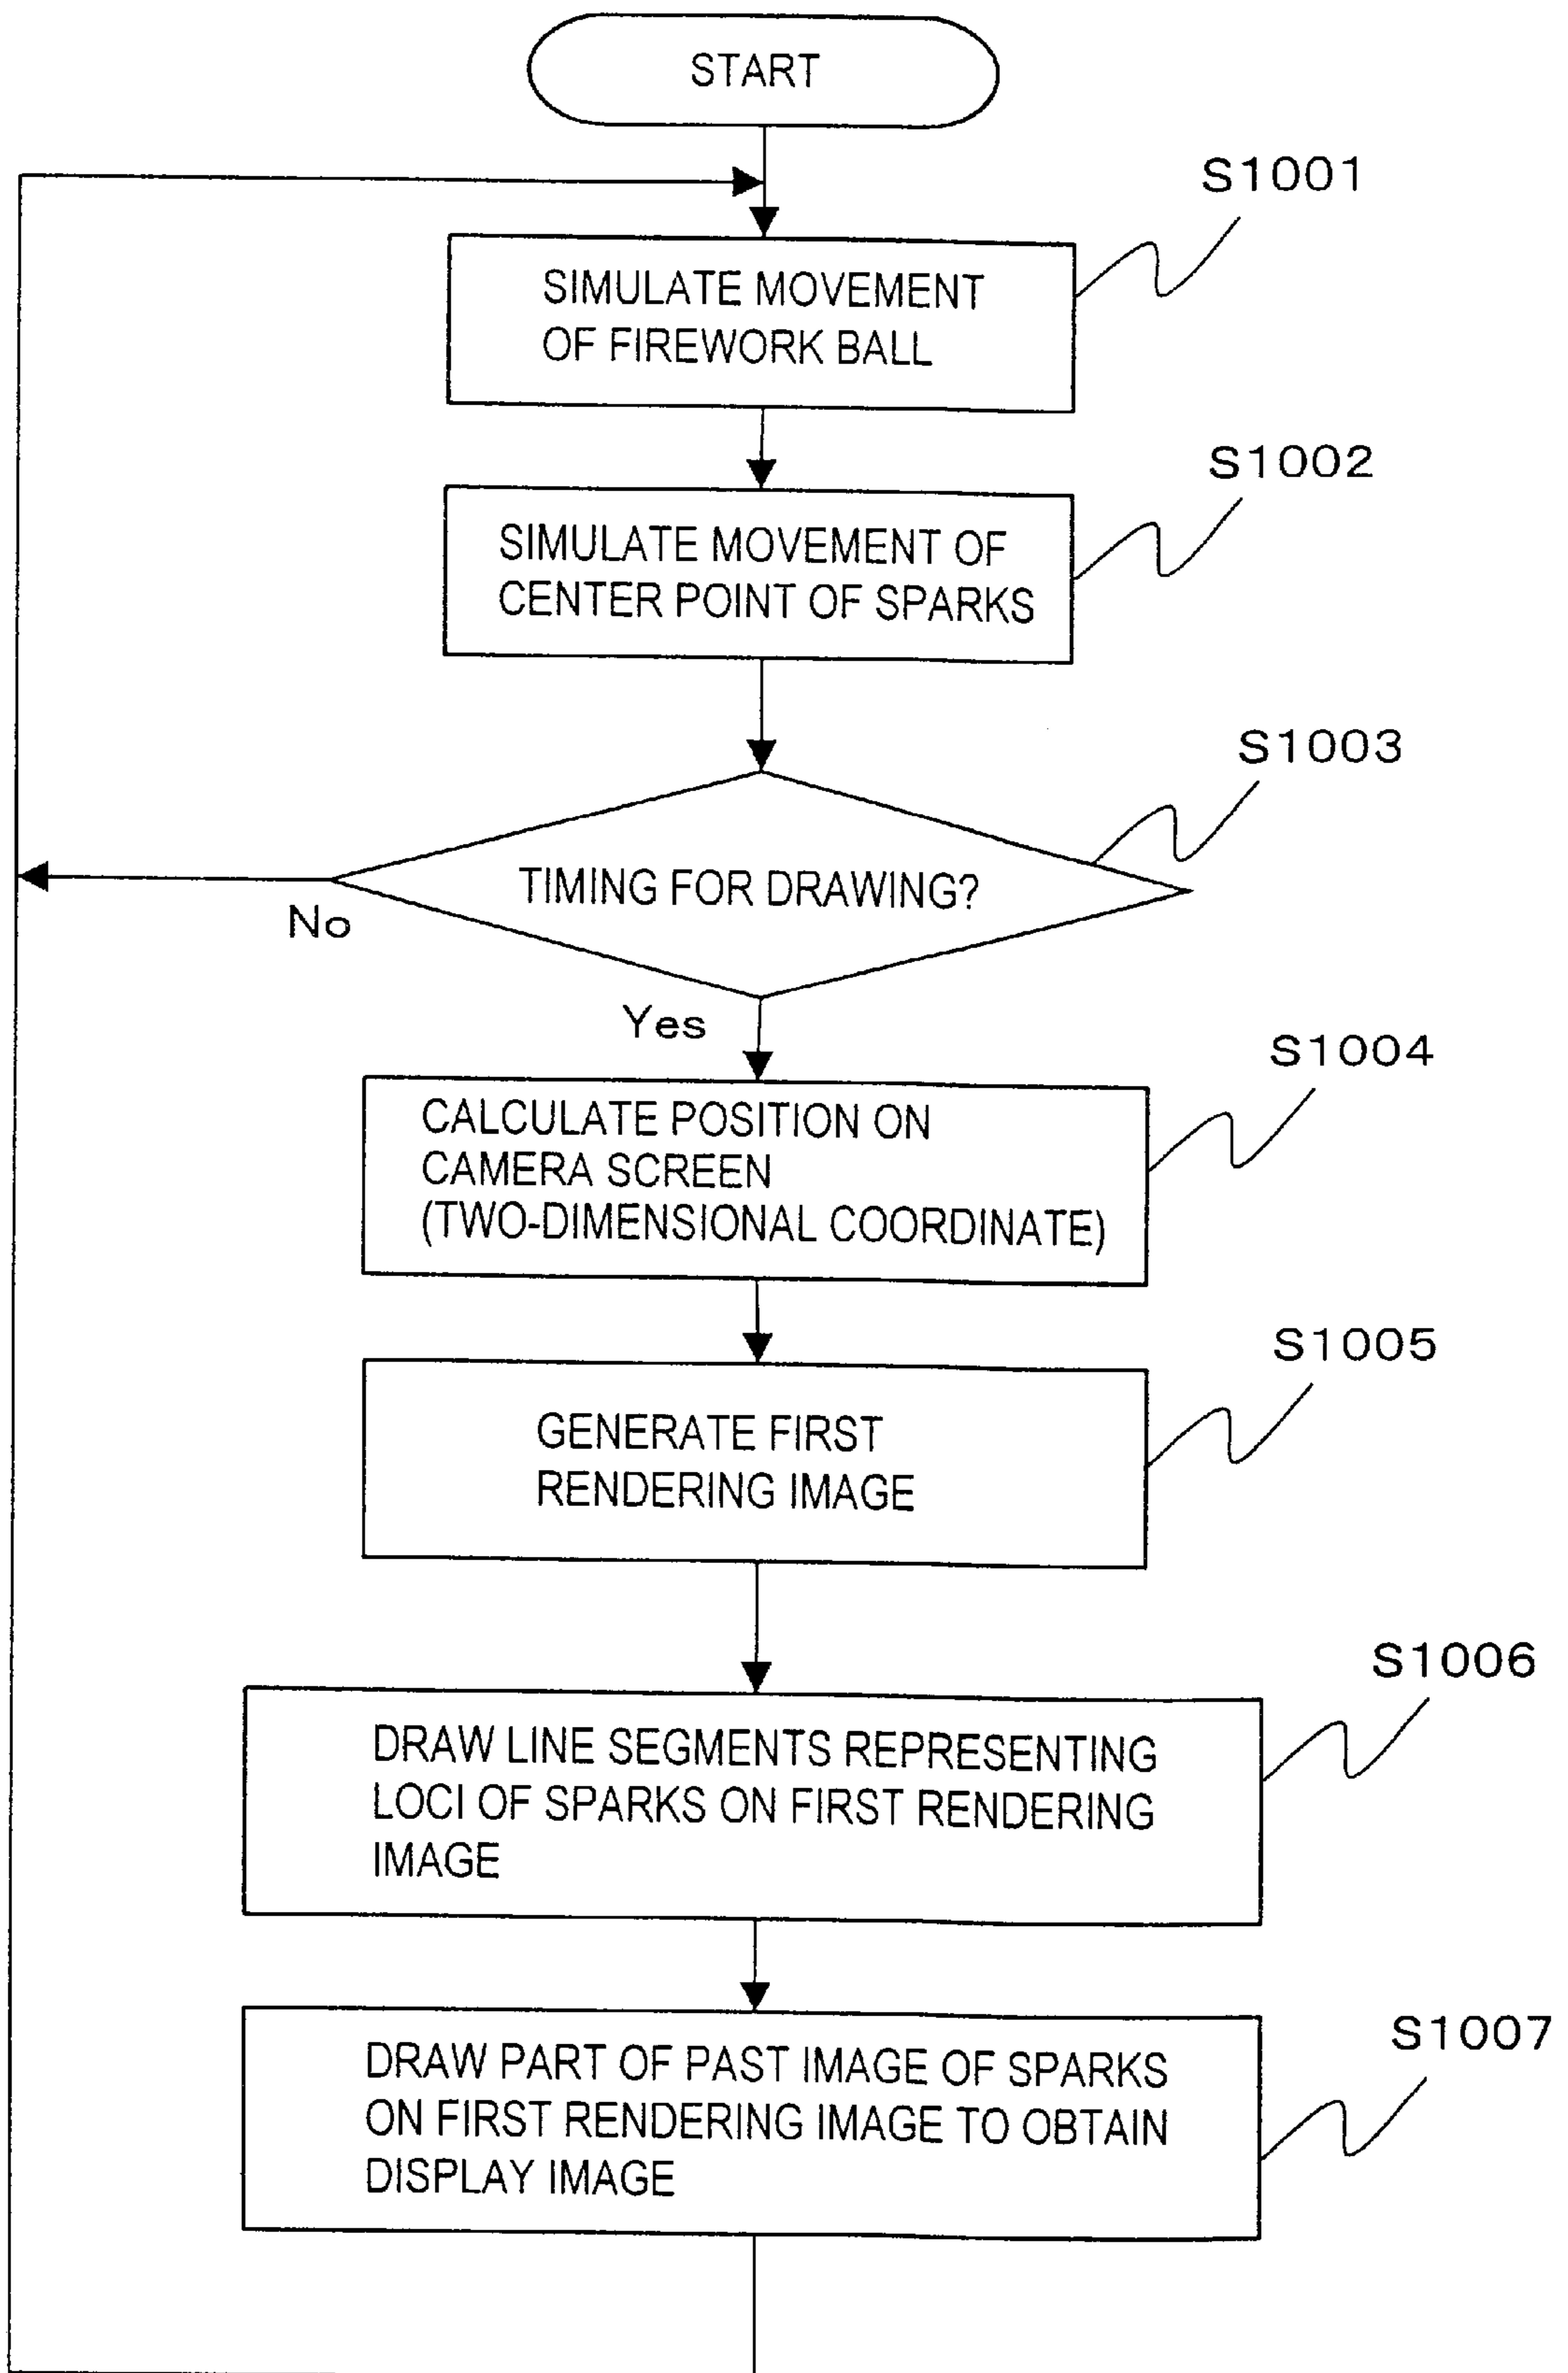 START
S1001
SIMULATE MOVEMENT
OF FIREWORK BALL
S1002
SIMULATE MOVEMENT OF
CENTER POINT OF SPARKS
S1003
TIMING FOR DRAWING?
No
Yes
S1004
CALCULATE POSITION ON
CAMERA SCREEN
(TWO-DIMENSIONAL COORDINATE)
S1005
GENERATE FIRST
RENDERING IMAGE
S1006
DRAW LINE SEGMENTS REPRESENTING
LOCI OF SPARKS ON FIRST RENDERING
IMAGE
S1007
DRAW PART OF PAST IMAGE OF SPARKS
ON FIRST RENDERING IMAGE TO OBTAIN
DISPLAY IMAGE